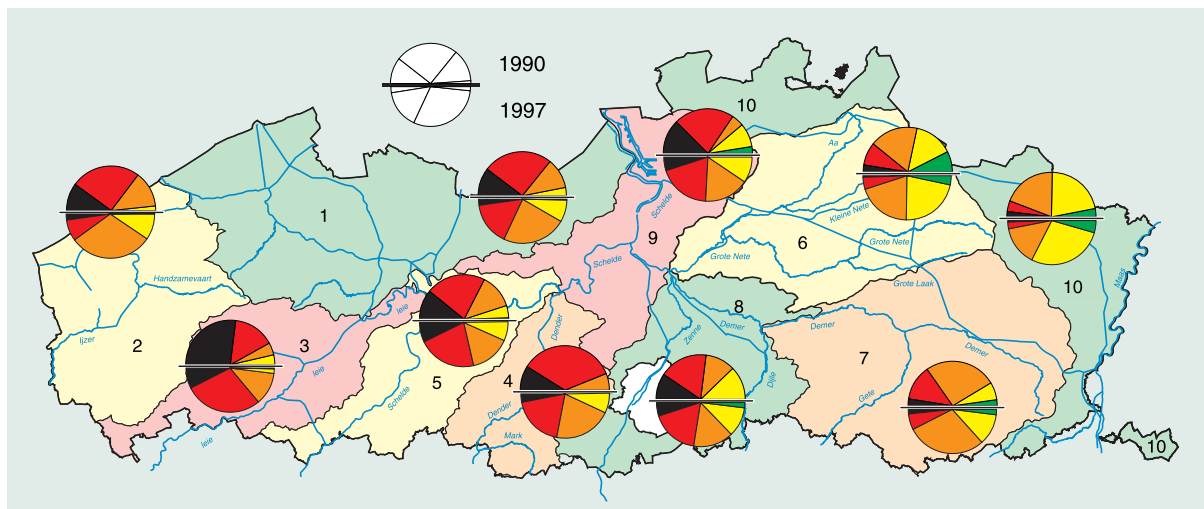 1990
1997
10
Aa
1
Schelde
Kleine Nete
9
6
Grote Nete
Grote Nete
Schelde
Handzamevaart
Grote Laak
10
Maas
Ijzer
2
3
leie
leie
leie
5
Schelde
4
Dender
Dender
Mark
8
Zenne
Demer
Dijle
Demer
7
Demer
Gete
10